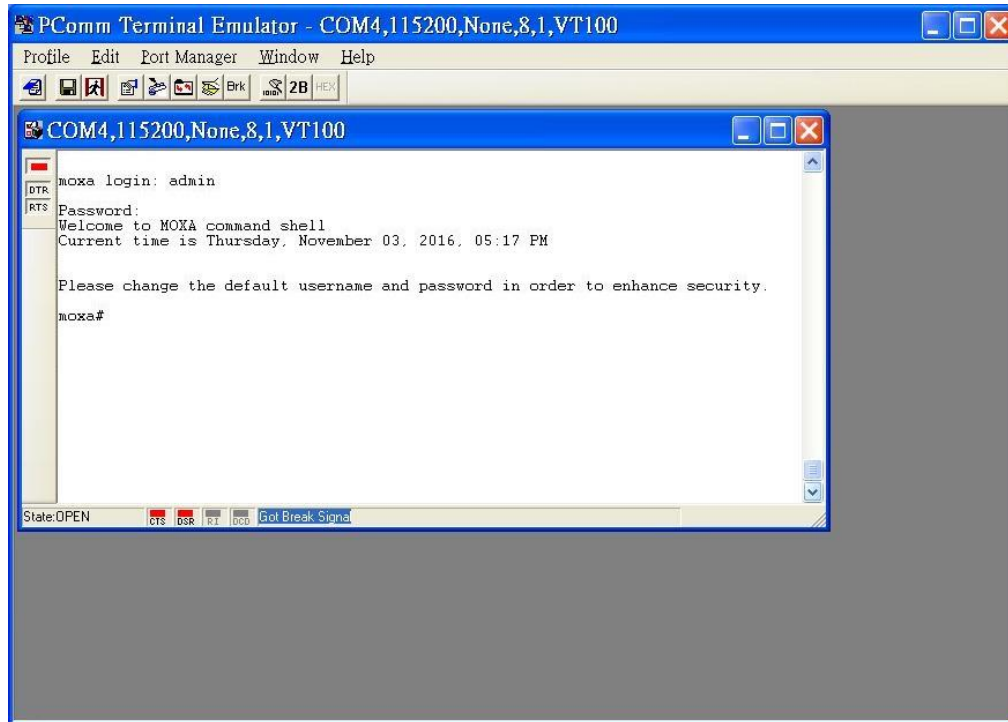 PComm Terminal Emulator - COM4,115200,None,8,1,VT100
Profile Edit Port Manager Window Help
Brk 2B HEX
COM4,115200,None,8,1,VT100
DTR
RTS
moxa login: admin
Password:
Welcome to MOXA command shell
Current time is Thursday, November 03, 2016, 05:17 PM
Please change the default username and password in order to enhance security.
moxa#
State:OPEN CTS DSR RI DCD Got Break Signal